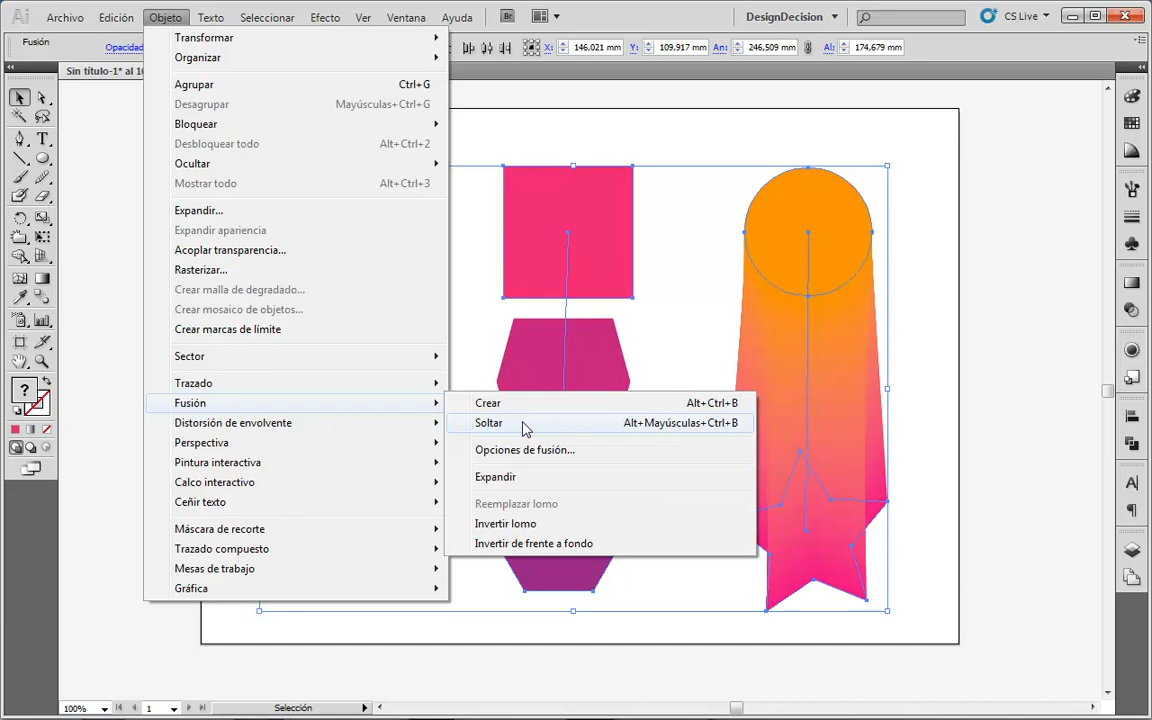 Ai Archivo Edición Objeto Texto Seleccionar Efecto Ver Ventana Ayuda Br DesignDecision CS Live
Fusión Opacidad X: 146,021 mm Y: 109,917 mm An: 246,509 mm Al: 174,679 mm
Sin título-1* al 10
Transformar
Organizar
Agrupar Ctrl+G
Desagrupar Mayúsculas+Ctrl+G
Bloquear
Desbloquear todo Alt+Ctrl+2
Ocultar
Mostrar todo Alt+Ctrl+3
Expandir...
Expandir apariencia
Acoplar transparencia...
Rasterizar...
Crear malla de degradado...
Crear mosaico de objetos...
Crear marcas de límite
Sector
Trazado
Fusión
Distorsión de envolvente
Perspectiva
Pintura interactiva
Calco interactivo
Ceñir texto
Máscara de recorte
Trazado compuesto
Mesas de trabajo
Gráfica
Crear Alt+Ctrl+B
Soltar Alt+Mayúsculas+Ctrl+B
Opciones de fusión...
Expandir
Reemplazar lomo
Invertir lomo
Invertir de frente a fondo
?
100% 1 Selección